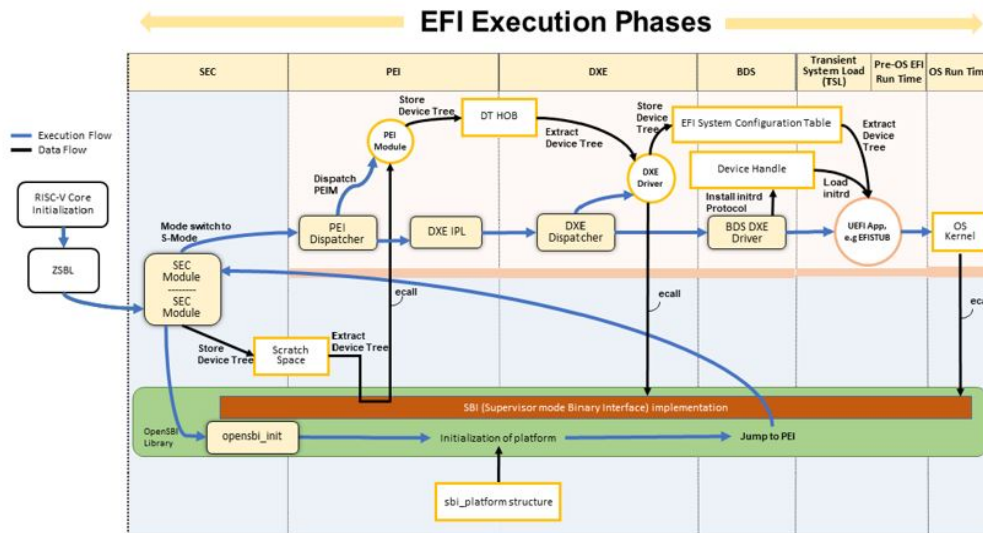 EFI Execution Phases
SEC
PEI
DXE
BDS
Transient
System Load
(TSL)
Pre-OS EFI
Run Time
OS Run Time
Execution Flow
Data Flow
RISC-V Core
Initialization
ZSBL
Mode switch to
S-Mode
SEC
Module
---------
SEC
Module
Store
Device Tree
Scratch
Space
Extract
Device Tree
Dispatch
PEIM
PEI
Dispatcher
PEI
Module
Store
Device Tree
DT HOB
Extract
Device Tree
DXE IPL
DXE
Dispatcher
DXE
Driver
Store
Device
Tree
EFI System Configuration Table
Extract
Device
Tree
Device Handle
Load
initrd
Install initrd
Protocol
BDS DXE
Driver
UEFI App,
e.g EFISTUB
OS
Kernel
ecall
ecall
eca
SBI (Supervisor mode Binary Interface) implementation
OpenSBI
Library
opensbi_init
Initialization of platform
Jump to PEI
sbi_platform structure